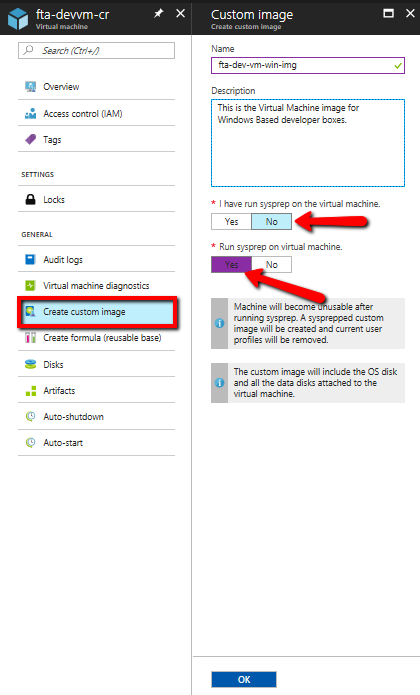 fta-devvm-cr
Virtual machine
Search (Ctrl+/)
Overview
Access control (IAM)
Tags
SETTINGS
Locks
GENERAL
Audit logs
Virtual machine diagnostics
Create custom image
Create formula (reusable base)
Disks
Artifacts
Auto-shutdown
Auto-start
Custom image
Create custom image
Name
fta-dev-vm-win-img
Description
This is the Virtual Machine image for
Windows Based developer boxes.
* I have run sysprep on the virtual machine.
Yes No
* Run sysprep on virtual machine.
Yes No
Machine will become unusable after
running sysprep. A sysprepped custom
image will be created and current user
profiles will be removed.
The custom image will include the OS disk
and all the data disks attached to the
virtual machine.
OK